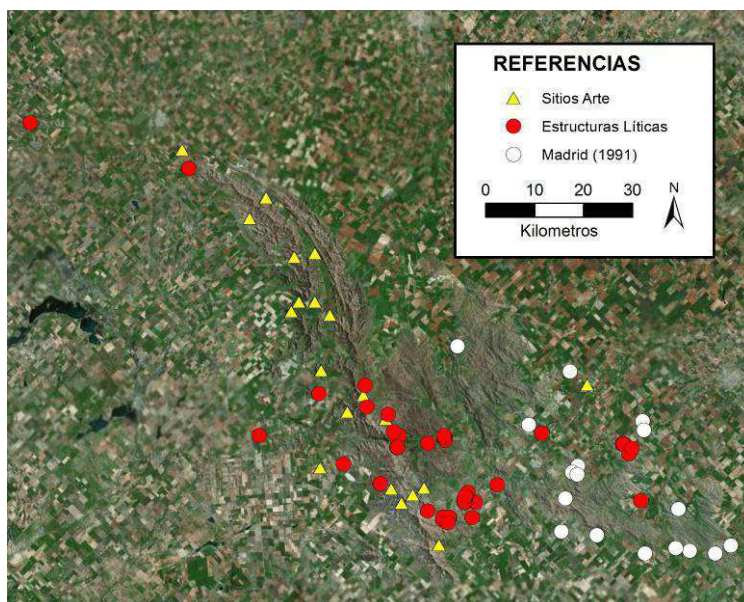 REFERENCIAS
Sitios Arte
Estructuras Líticas
Madrid (1991)
0 10 20 30
Kilometros
N